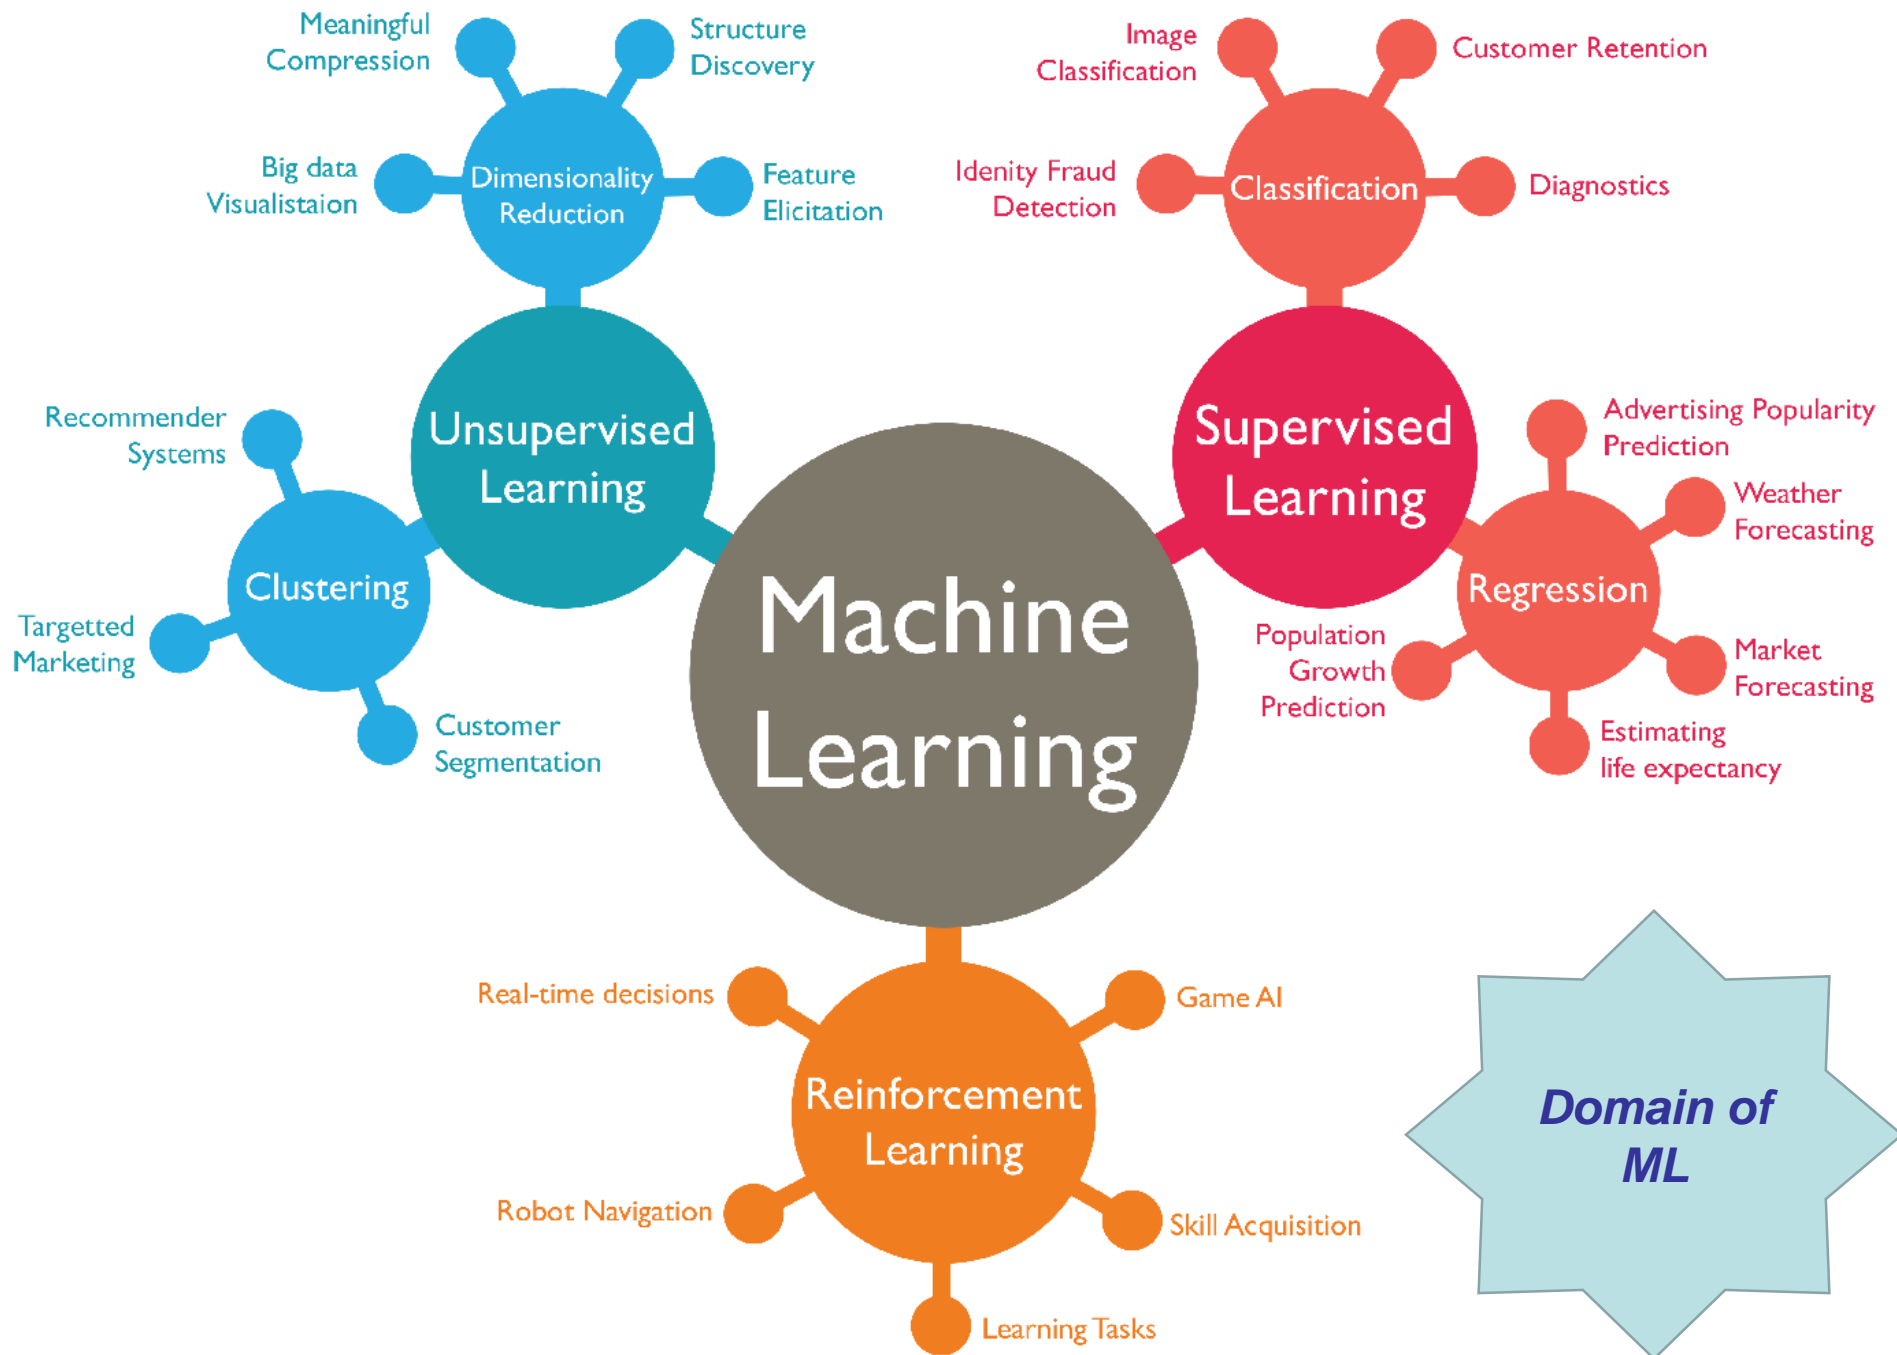 Meaningful
Compression
Structure
Discovery
Big data
Visualistaion
Dimensionality
Reduction
Feature
Elicitation
Image
Classification
Customer Retention
Idenity Fraud
Detection
Classification
Diagnostics
Recommender
Systems
Unsupervised
Learning
Clustering
Targetted
Marketing
Customer
Segmentation
Supervised
Learning
Advertising Popularity
Prediction
Weather
Forecasting
Regression
Population
Growth
Prediction
Market
Forecasting
Estimating
life expectancy
Machine
Learning
Real-time decisions
Game AI
Reinforcement
Learning
Robot Navigation
Skill Acquisition
Learning Tasks
Domain of
ML